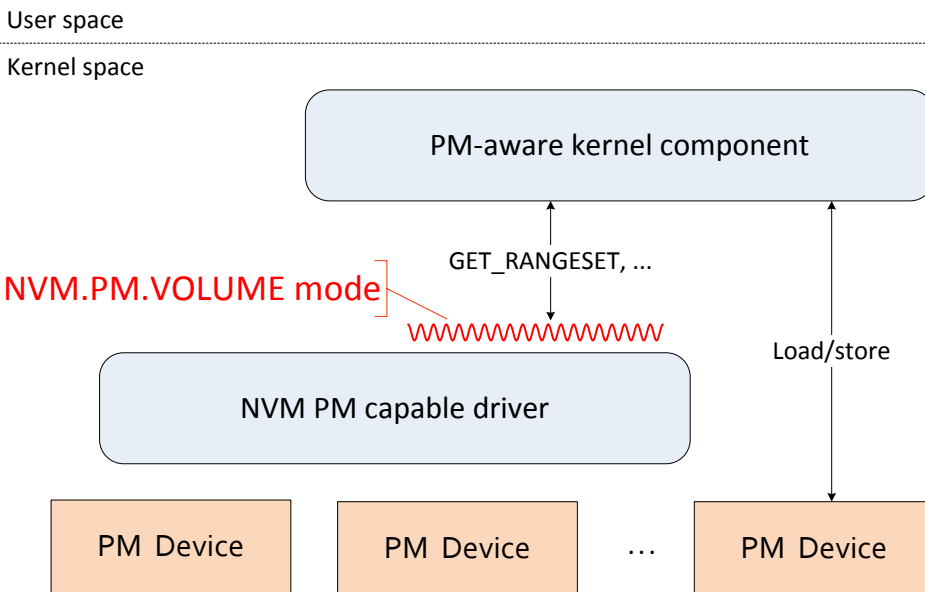 User space
Kernel space
PM-aware kernel component
GET_RANGESET, ...
NVM.PM.VOLUME mode
Load/store
NVM PM capable driver
PM Device
PM Device
...
PM Device